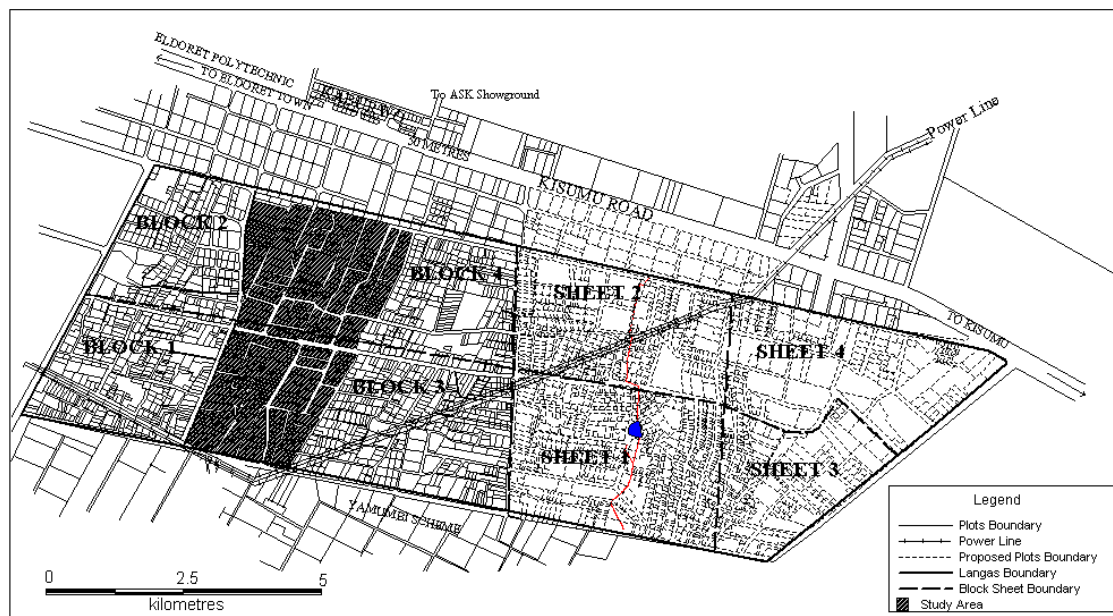 ELDORET POLYTECHNIC
TO ELDORET TOWN
To ASK Showground
30 METRES
KISUMU ROAD
Power Line
BLOCK 2
BLOCK 4
SHEET 2
SHEET 4
TO KISUMU
BLOCK 1
BLOCK 3
SHEET 1
SHEET 3
YAMUMBI SCHEME
0 2.5 5
kilometres
Legend
Plots Boundary
Power Line
Proposed Plots Boundary
Langas Boundary
Block Sheet Boundary
Study Area